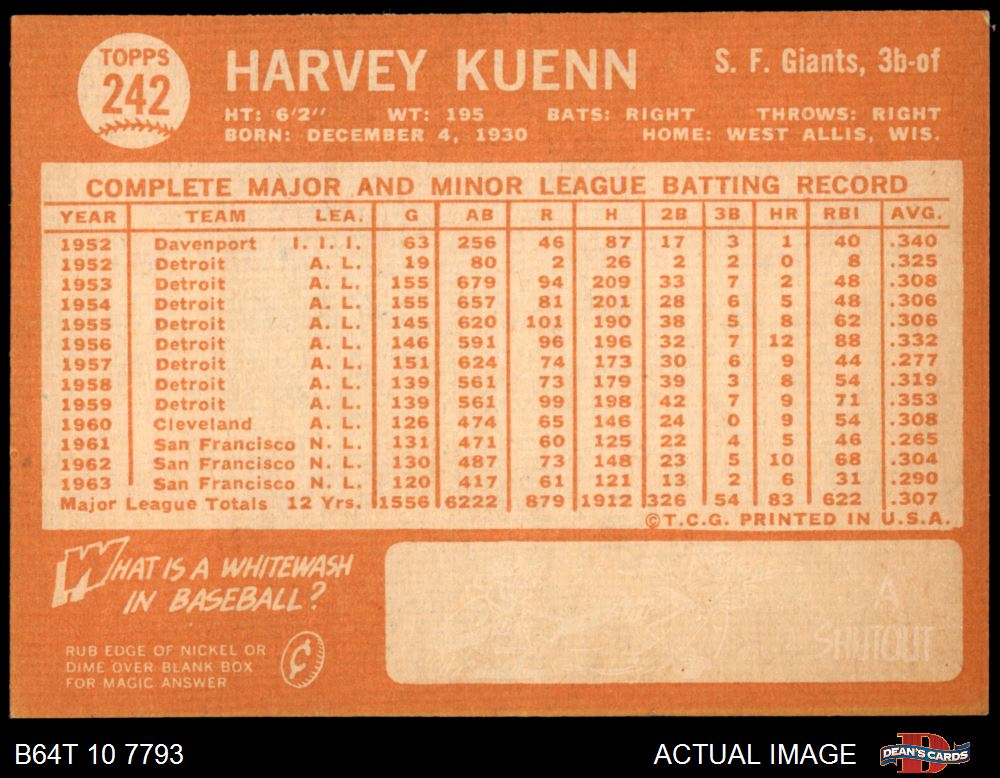 TOPPS
242
HARVEY KUENN
S. F. Giants, 3b-of
HT: 6'2" WT: 195 BATS: RIGHT THROWS: RIGHT
BORN: DECEMBER 4, 1930 HOME: WEST ALLIS, WIS.
COMPLETE MAJOR AND MINOR LEAGUE BATTING RECORD
YEAR TEAM LEA. G AB R H 2B 3B HR RBI AVG.
1952 Davenport I. I. I. 63 256 46 87 17 3 1 40 .340
1952 Detroit A. L. 19 80 2 26 2 2 0 8 .325
1953 Detroit A. L. 155 679 94 209 33 7 2 48 .308
1954 Detroit A. L. 155 657 81 201 28 6 5 48 .306
1955 Detroit A. L. 145 620 101 190 38 5 8 62 .306
1956 Detroit A. L. 146 591 96 196 32 7 12 88 .332
1957 Detroit A. L. 151 624 74 173 30 6 9 44 .277
1958 Detroit A. L. 139 561 73 179 39 3 8 54 .319
1959 Detroit A. L. 139 561 99 198 42 7 9 71 .353
1960 Cleveland A. L. 126 474 65 146 24 0 9 54 .308
1961 San Francisco N. L. 131 471 60 125 22 4 5 46 .265
1962 San Francisco N. L. 130 487 73 148 23 5 10 68 .304
1963 San Francisco N. L. 120 417 61 121 13 2 6 31 .290
Major League Totals 12 Yrs. 1556 6222 879 1912 326 54 83 622 .307
©T.C.G. PRINTED IN U.S.A.
WHAT IS A WHITEWASH
IN BASEBALL?
RUB EDGE OF NICKEL OR
DIME OVER BLANK BOX
FOR MAGIC ANSWER
¢
A
SHUTOUT
B64T 10 7793
ACTUAL IMAGE
D
DEAN'S CARDS